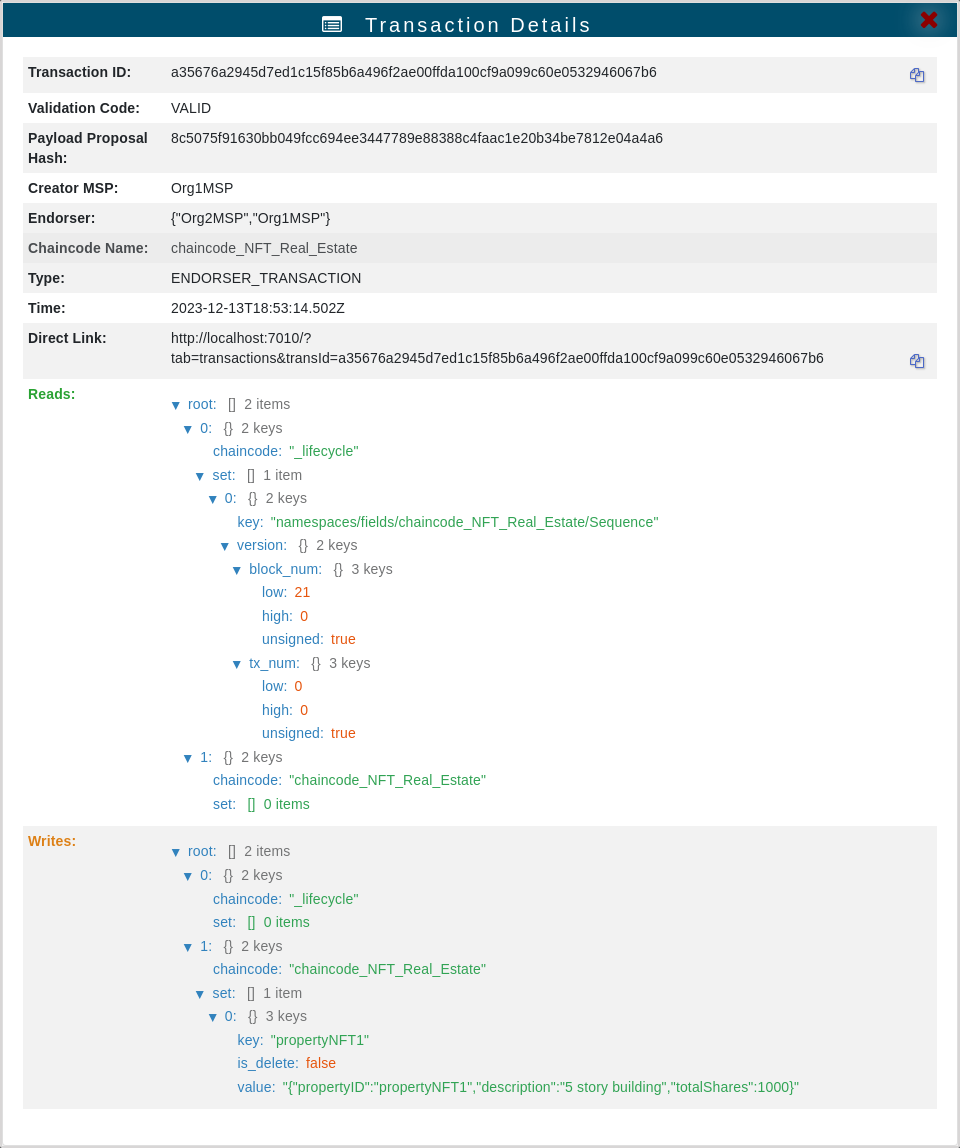 Transaction Details
Transaction ID: a35676a2945d7ed1c15f85b6a496f2ae00ffda100cf9a099c60e0532946067b6
Validation Code: VALID
Payload Proposal Hash: 8c5075f91630bb049fcc694ee3447789e88388c4faac1e20b34be7812e04a4a6
Creator MSP: Org1MSP
Endorser: {"Org2MSP","Org1MSP"}
Chaincode Name: chaincode_NFT_Real_Estate
Type: ENDORSER_TRANSACTION
Time: 2023-12-13T18:53:14.502Z
Direct Link: http://localhost:7010/?
tab=transactions&transId=a35676a2945d7ed1c15f85b6a496f2ae00ffda100cf9a099c60e0532946067b6
Reads:
▼ root: [] 2 items
▼ 0: {} 2 keys
chaincode: "_lifecycle"
▼ set: [] 1 item
▼ 0: {} 2 keys
key: "namespaces/fields/chaincode_NFT_Real_Estate/Sequence"
▼ version: {} 2 keys
▼ block_num: {} 3 keys
low: 21
high: 0
unsigned: true
▼ tx_num: {} 3 keys
low: 0
high: 0
unsigned: true
▼ 1: {} 2 keys
chaincode: "chaincode_NFT_Real_Estate"
set: [] 0 items
Writes:
▼ root: [] 2 items
▼ 0: {} 2 keys
chaincode: "_lifecycle"
set: [] 0 items
▼ 1: {} 2 keys
chaincode: "chaincode_NFT_Real_Estate"
▼ set: [] 1 item
▼ 0: {} 3 keys
key: "propertyNFT1"
is_delete: false
value: "{"propertyID":"propertyNFT1","description":"5 story building","totalShares":1000}"